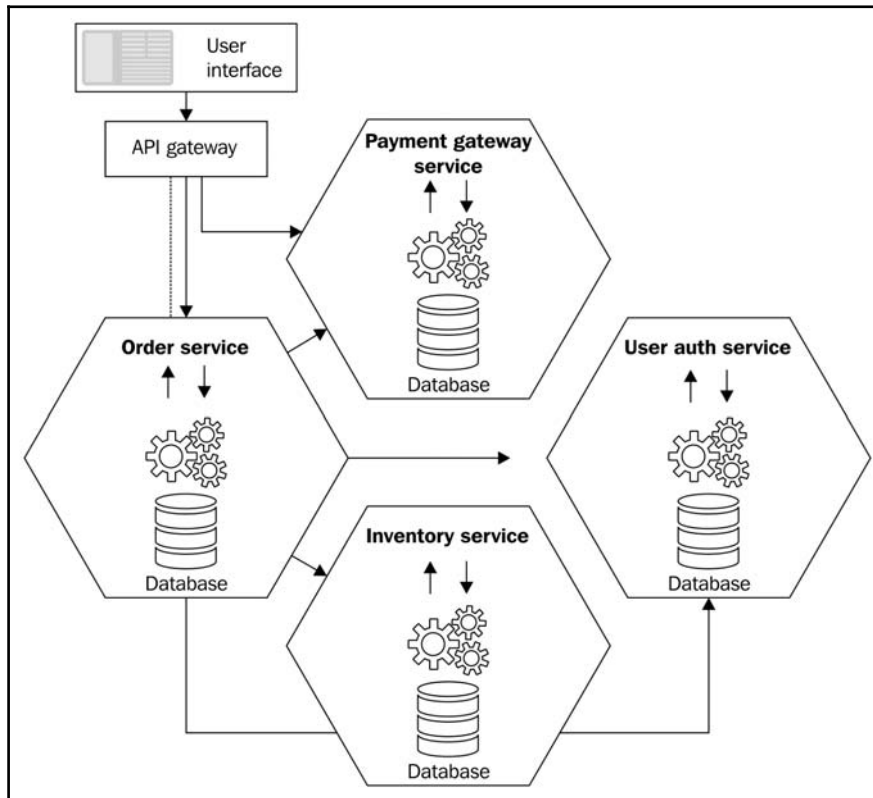 User
interface
API gateway
Payment gateway
service
Database
Order service
Database
User auth service
Database
Inventory service
Database